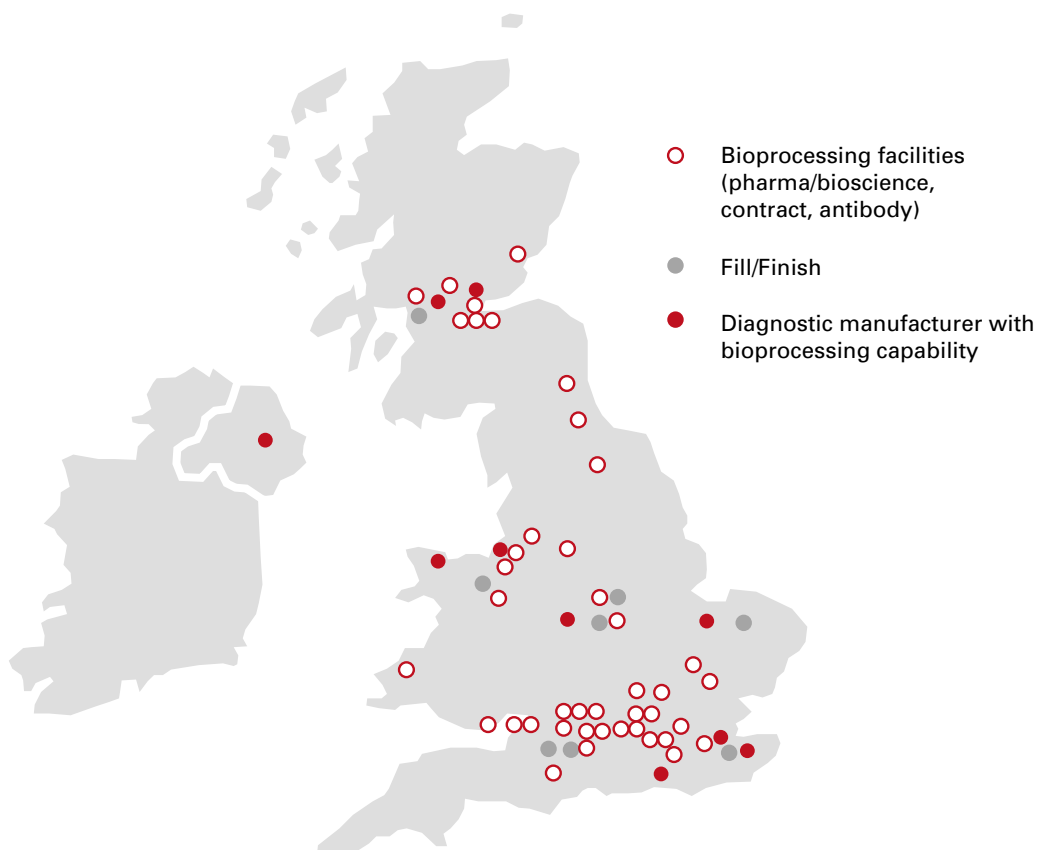 Bioprocessing facilities
(pharma/bioscience,
contract, antibody)
Fill/Finish
Diagnostic manufacturer with
bioprocessing capability